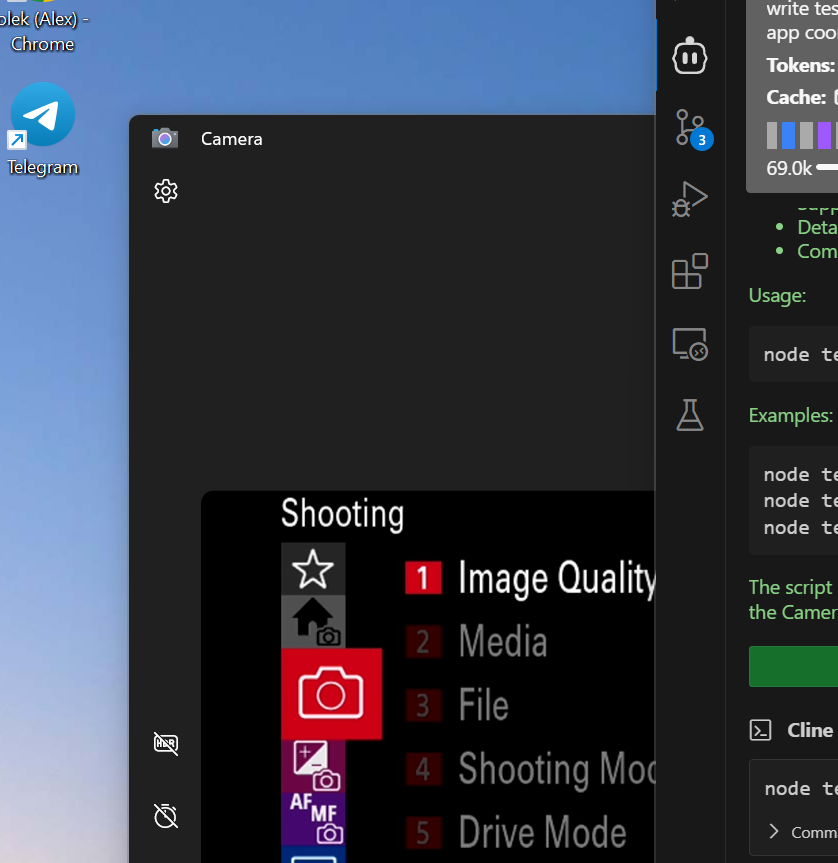 olek (Alex) -
Chrome
Telegram
Camera
Shooting
1 Image Quality
2 Media
3 File
4 Shooting Mod
5 Drive Mode
HDR
AF
MF
3
write tes
app coor
Tokens:
Cache:
69.0k
Supp
Deta
Com
Usage:
node te
Examples:
node te
node te
node te
The script
the Camer
Cline
node te
Comm